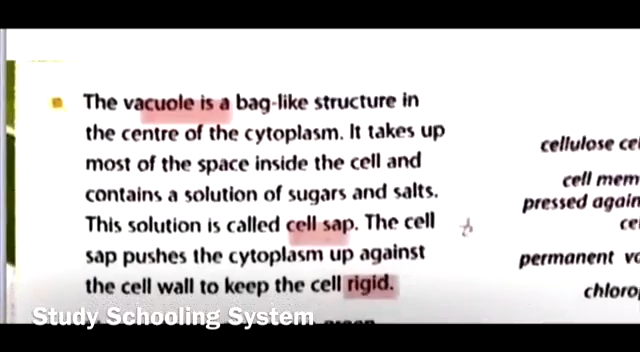 The vacuole is a bag-like structure in
the centre of the cytoplasm. It takes up
most of the space inside the cell and
contains a solution of sugars and salts.
This solution is called cell sap. The cell
sap pushes the cytoplasm up against
the cell wall to keep the cell rigid.
cellulose
cell
pressed
permanent
Study Schooling System